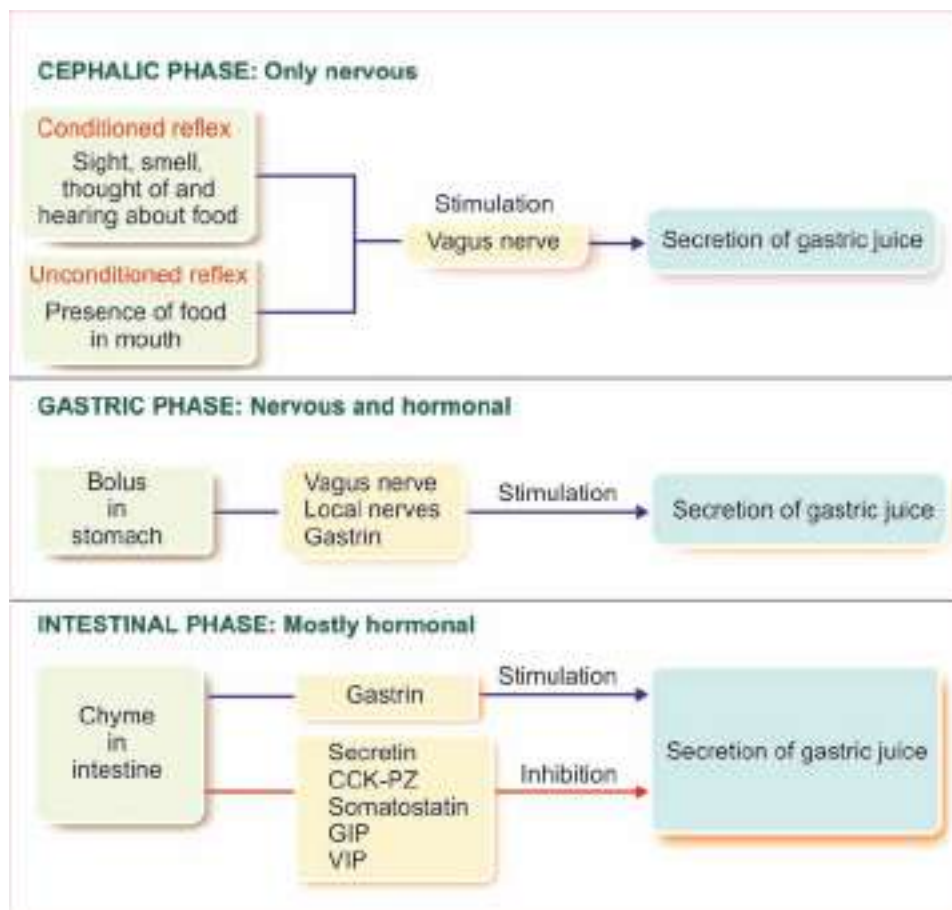 CEPHALIC PHASE: Only nervous
Conditioned reflex
Sight, smell,
thought of and
hearing about food
Unconditioned reflex
Presence of food
in mouth
Stimulation
Vagus nerve
Secretion of gastric juice
GASTRIC PHASE: Nervous and hormonal
Bolus
in
stomach
Vagus nerve
Local nerves
Gastrin
Stimulation
Secretion of gastric juice
INTESTINAL PHASE: Mostly hormonal
Chyme
in
intestine
Gastrin
Stimulation
Secretin
CCK-PZ
Somatostatin
GIP
VIP
Inhibition
Secretion of gastric juice